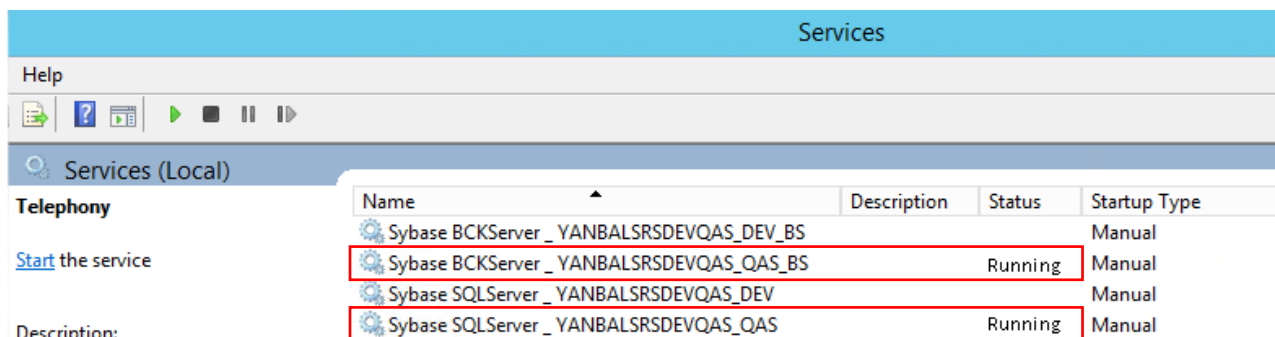 Services
Help
Services (Local)
Telephony
Start the service
Description:
Name Description Status Startup Type
Sybase BCKServer _ YANBALSRSDEVQAS_DEV_BS Manual
Sybase BCKServer _ YANBALSRSDEVQAS_QAS_BS Running Manual
Sybase SQLServer _ YANBALSRSDEVQAS_DEV Manual
Sybase SQLServer _ YANBALSRSDEVQAS_QAS Running Manual